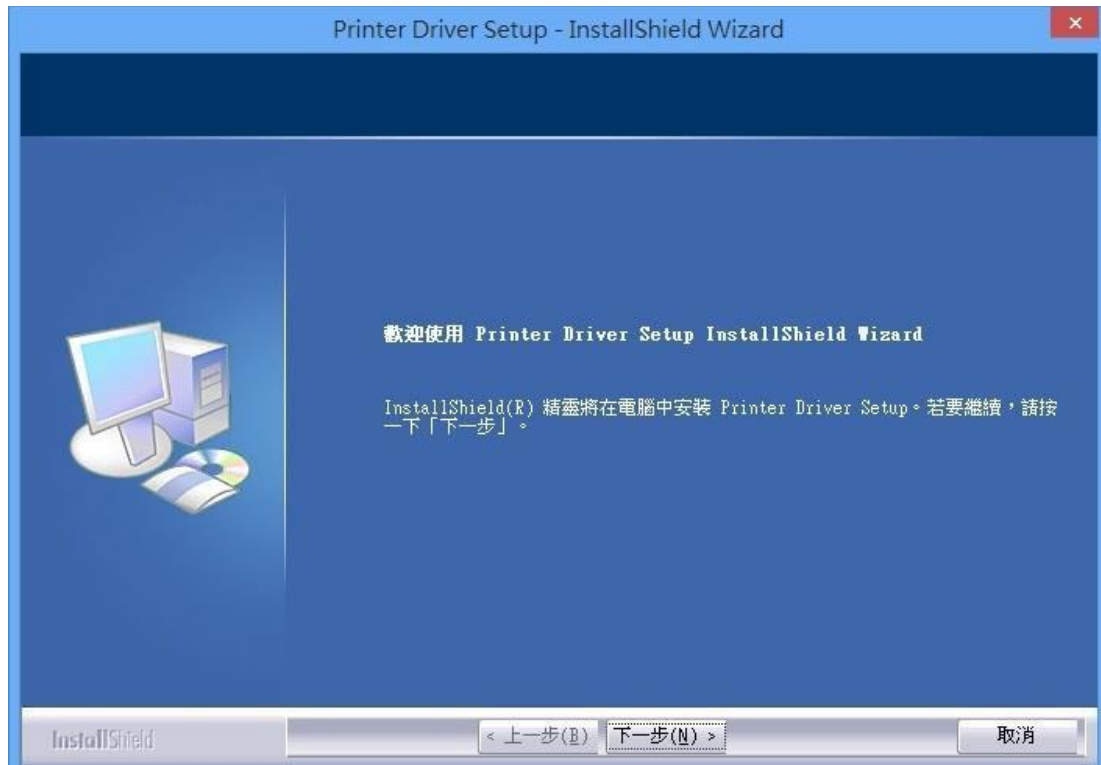 Printer Driver Setup - InstallShield Wizard
歡迎使用 Printer Driver Setup InstallShield Wizard
InstallShield(R) 精靈將在電腦中安裝 Printer Driver Setup。若要繼續，請按
一下「下一步」。
InstallShield
< 上一步(B)
下一步(N) >
取消